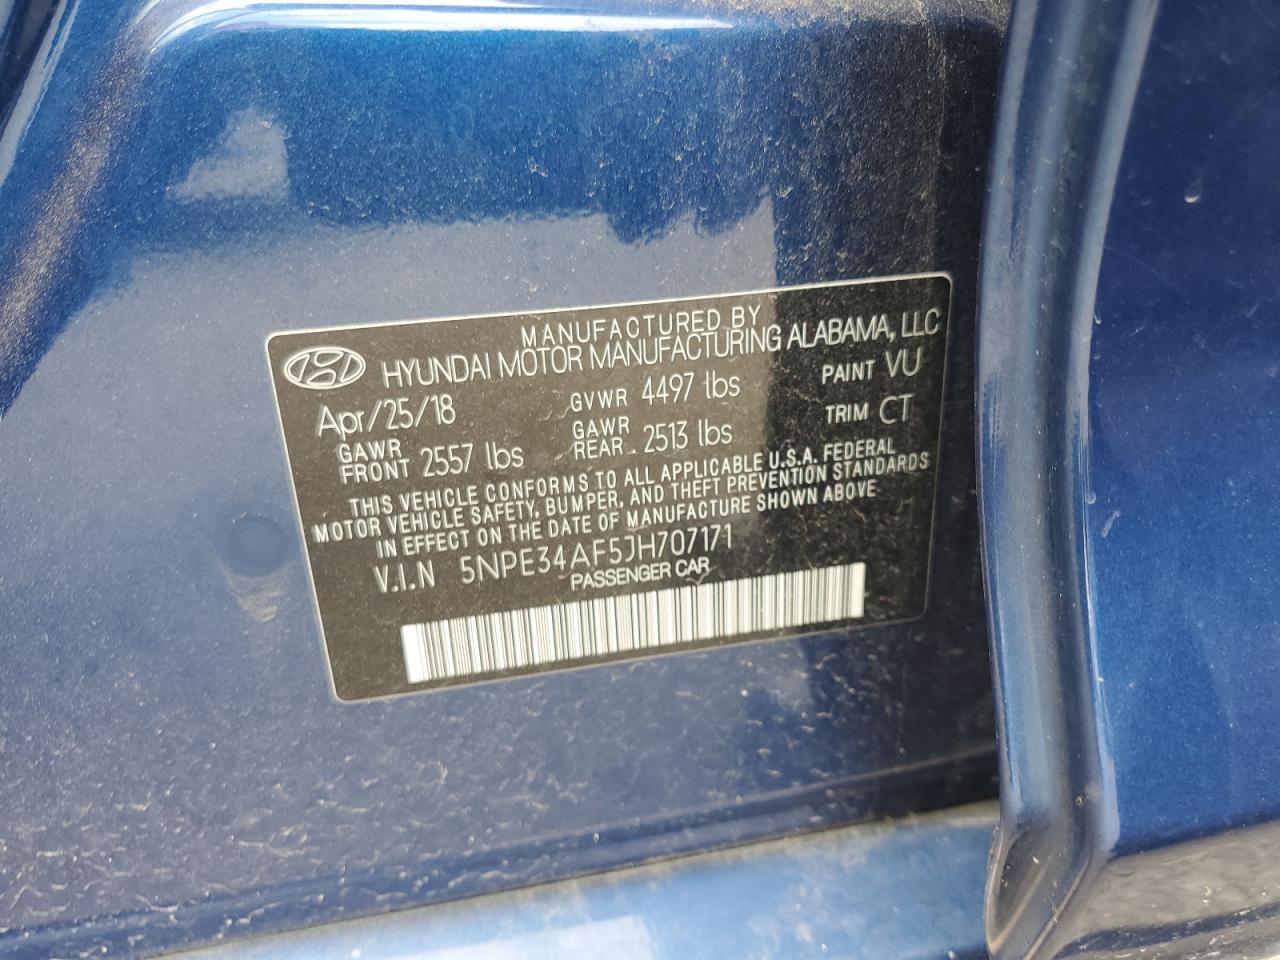 MANUFACTURED BY
HYUNDAI MOTOR MANUFACTURING ALABAMA, LLC
Apr/25/18 GVWR 4497 lbs PAINT VU
GAWR FRONT 2557 lbs GAWR REAR 2513 lbs TRIM CT
THIS VEHICLE CONFORMS TO ALL APPLICABLE U.S.A. FEDERAL
MOTOR VEHICLE SAFETY, BUMPER, AND THEFT PREVENTION STANDARDS
IN EFFECT ON THE DATE OF MANUFACTURE SHOWN ABOVE
V.I.N 5NPE34AF5JH707171
PASSENGER CAR